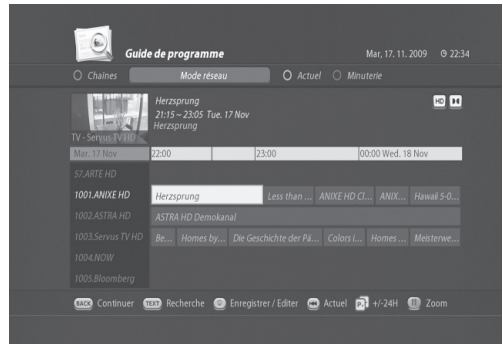 Guide de programme Mar, 17. 11. 2009 22:34
Chaînes Mode réseau Actuel Minuterie
Herzsprung
21:15 ~ 23:05 Tue. 17 Nov
Herzsprung
HD
TV - Servus TV HD
Mar. 17 Nov 22:00 23:00 00:00 Wed. 18 Nov
57.ARTE HD
1001.ANIXE HD Herzsprung Less than ... ANIXE HD Cl... ANIX... Hawaii 5-0...
1002.ASTRA HD ASTRA HD Demokanal
1003.Servus TV HD Be... Homes by... Die Geschichte der Pä... Colors i... Homes ... Meisterwe...
1004.NOW
1005.Bloomberg
BACK Continuer TEXT Recherche Enregistrer / Editer Actuel P. +/-24H Zoom